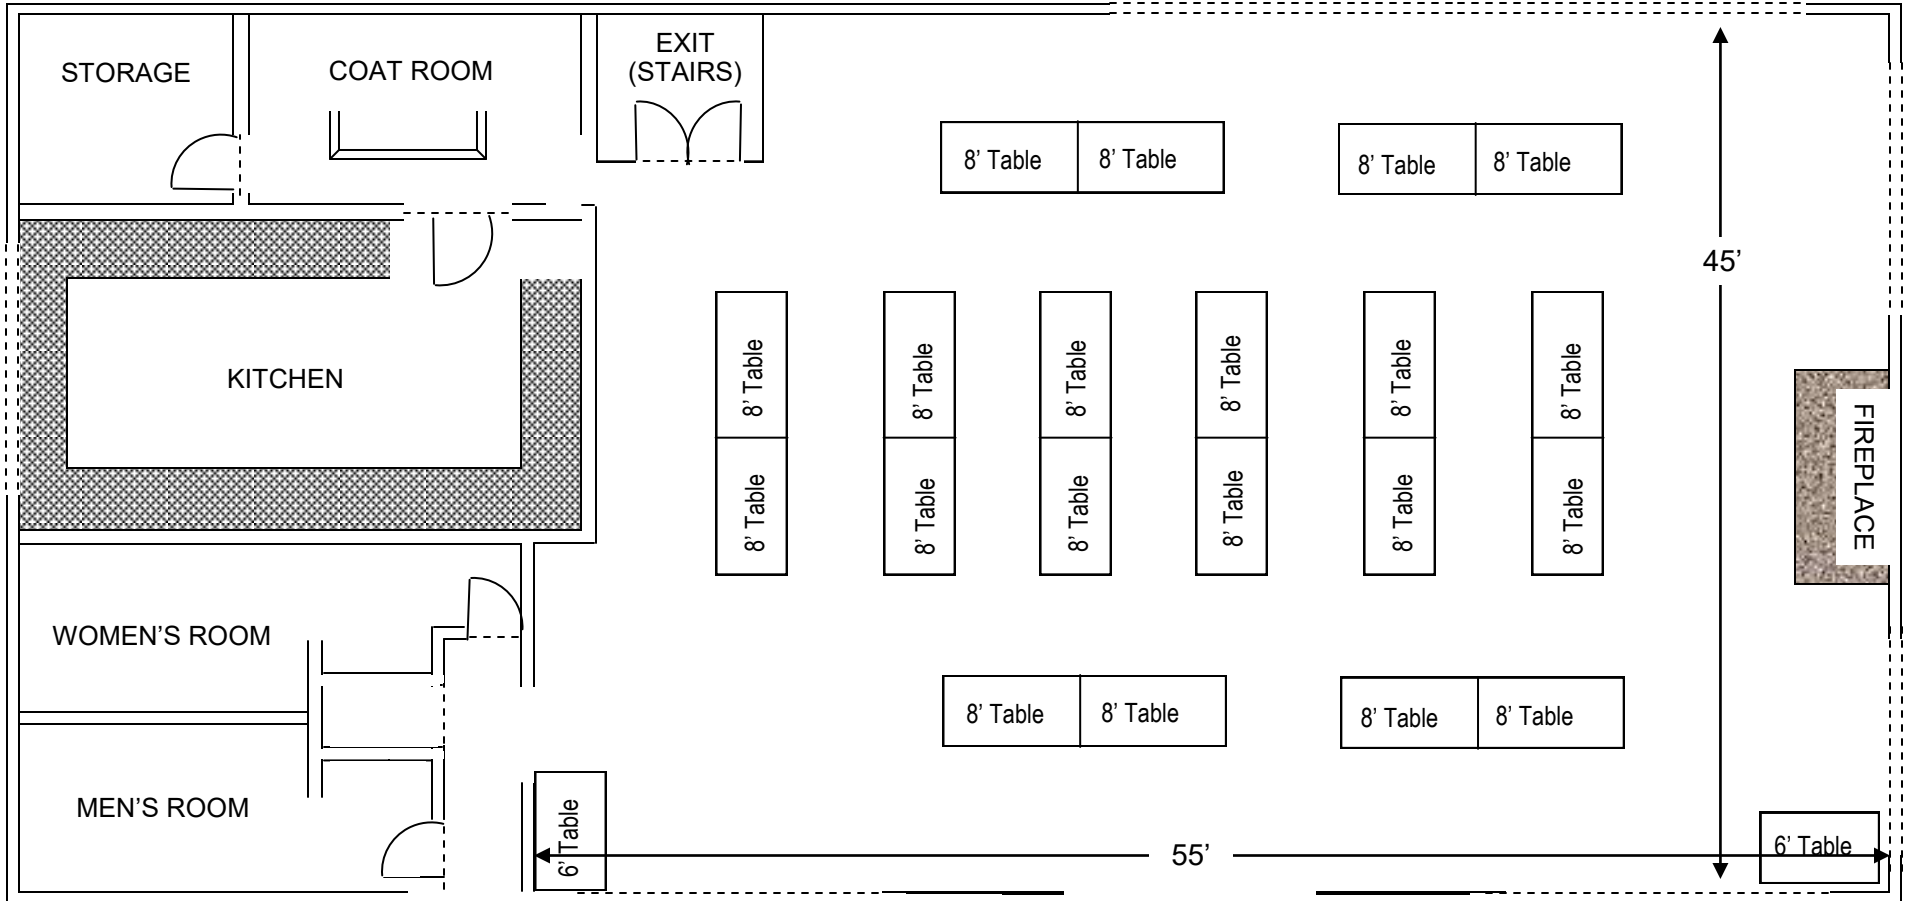 STORAGE
COAT ROOM
EXIT
(STAIRS)
8’ Table
8’ Table
8’ Table
8’ Table
45’
8’ Table
8’ Table
8’ Table
8’ Table
8’ Table
8’ Table
KITCHEN
FIREPLACE
8’ Table
8’ Table
8’ Table
8’ Table
8’ Table
8’ Table
WOMEN’S ROOM
8’ Table
8’ Table
8’ Table
8’ Table
MEN’S ROOM
6’ Table
55’
6’ Table